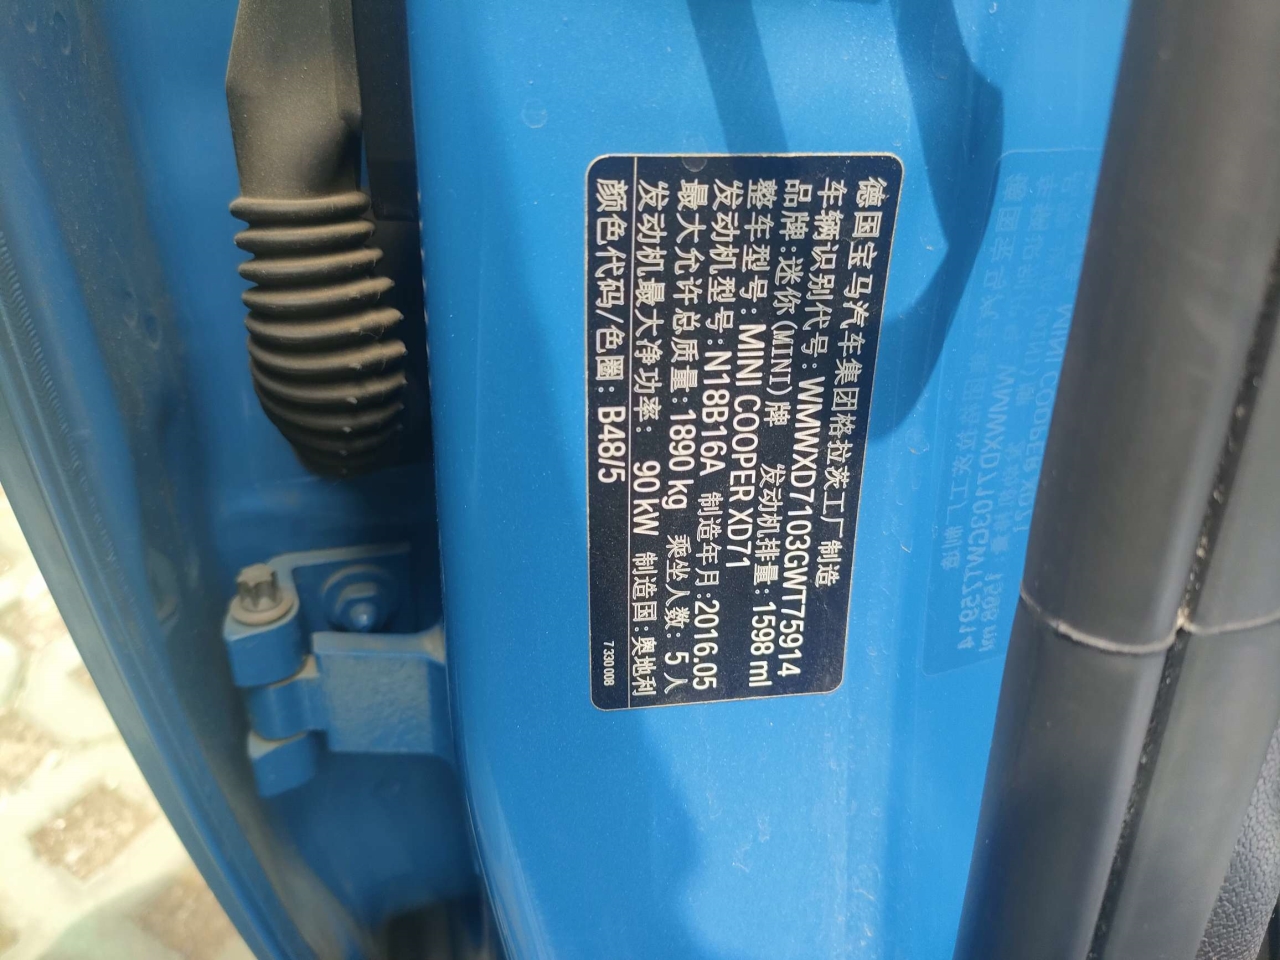 德国宝马汽车集团格拉茨工厂制造
车辆识别代号: WMWXD7103GWT75914
品牌:迷你(MINI)牌 发动机排量:1598 ml
整车型号: MINI COOPER XD71
发动机型号:N18B16A 制造年月:2016.05
最大允许总质量:1890 kg 乘坐人数: 5 人
发动机最大净功率: 90 kW 制造国:奥地利
颜色代码/色圈: B48/5
7 330 008